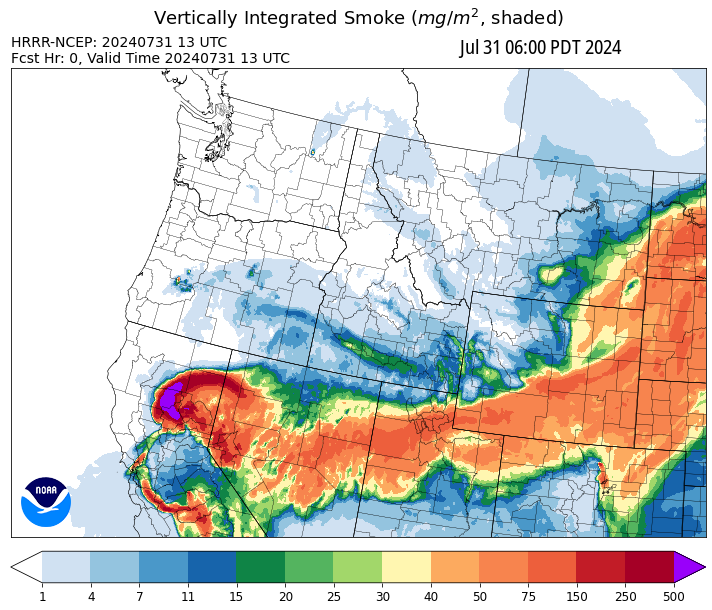 Vertically Integrated Smoke (mg/m², shaded)
HRRR-NCEP: 20240731 13 UTC
Fcst Hr: 0, Valid Time 20240731 13 UTC
Jul 31 06:00 PDT 2024
NOAA
1 4 7 11 15 20 25 30 40 50 75 150 250 500